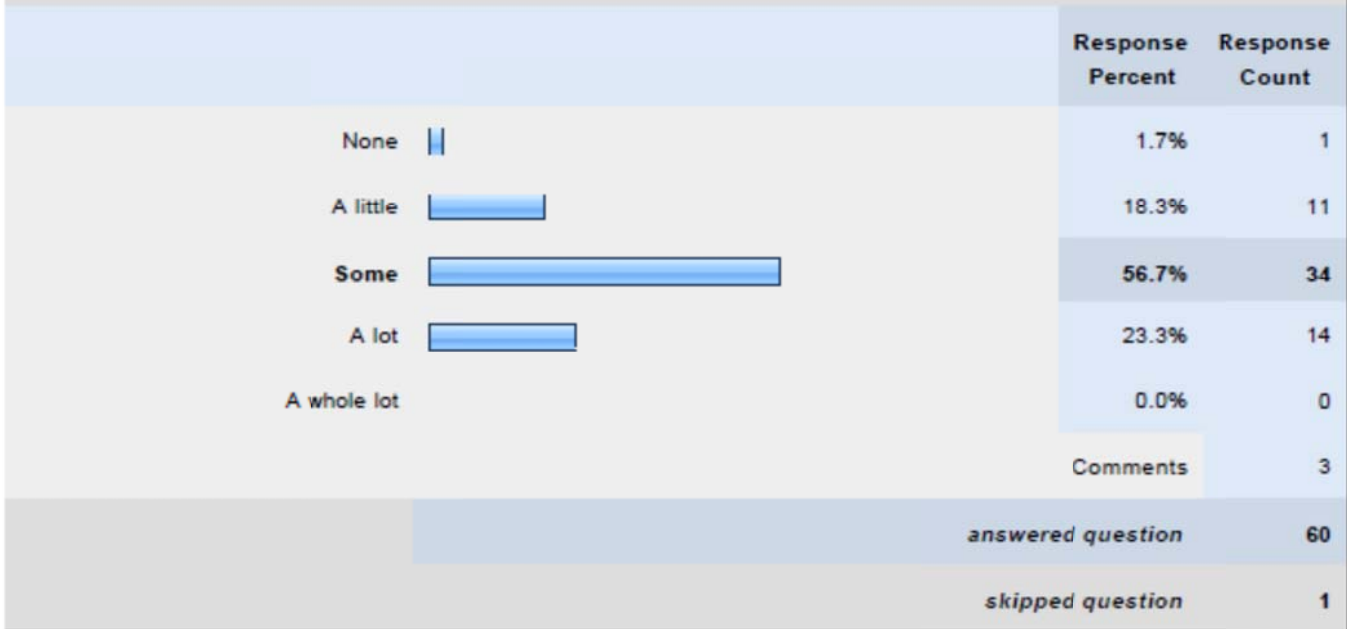 Response Percent Response Count
None 1.7% 1
A little 18.3% 11
Some 56.7% 34
A lot 23.3% 14
A whole lot 0.0% 0
Comments 3
answered question 60
skipped question 1